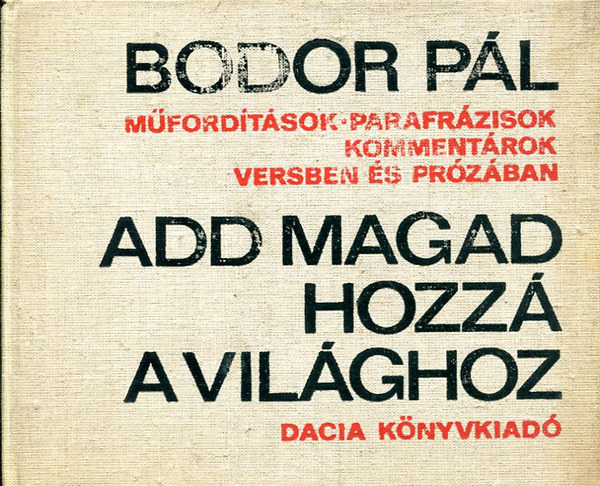 BODOR PÁL
MŰFORDÍTÁSOK·PARAFRÁZISOK
KOMMENTÁROK
VERSBEN ÉS PRÓZÁBAN
ADD MAGAD
HOZZÁ
A VILÁGHOZ
DACIA KÖNYVKIADÓ